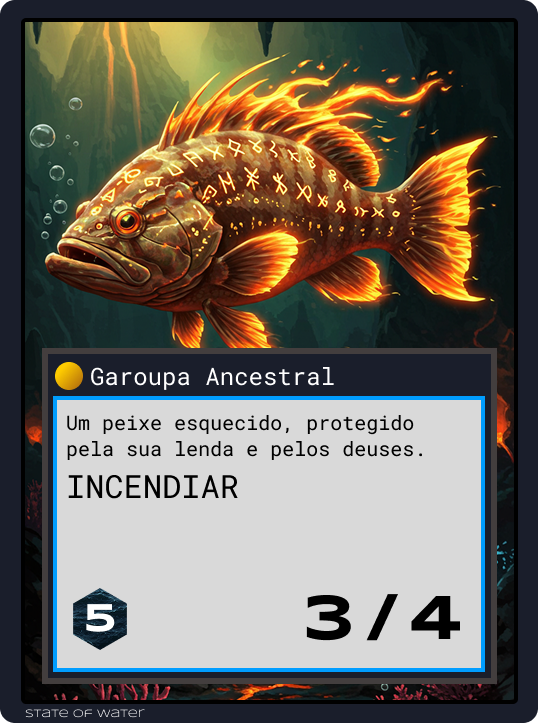 Garoupa Ancestral
Um peixe esquecido, protegido
pela sua lenda e pelos deuses.
INCENDIAR
5
3/4
STATE OF WATER